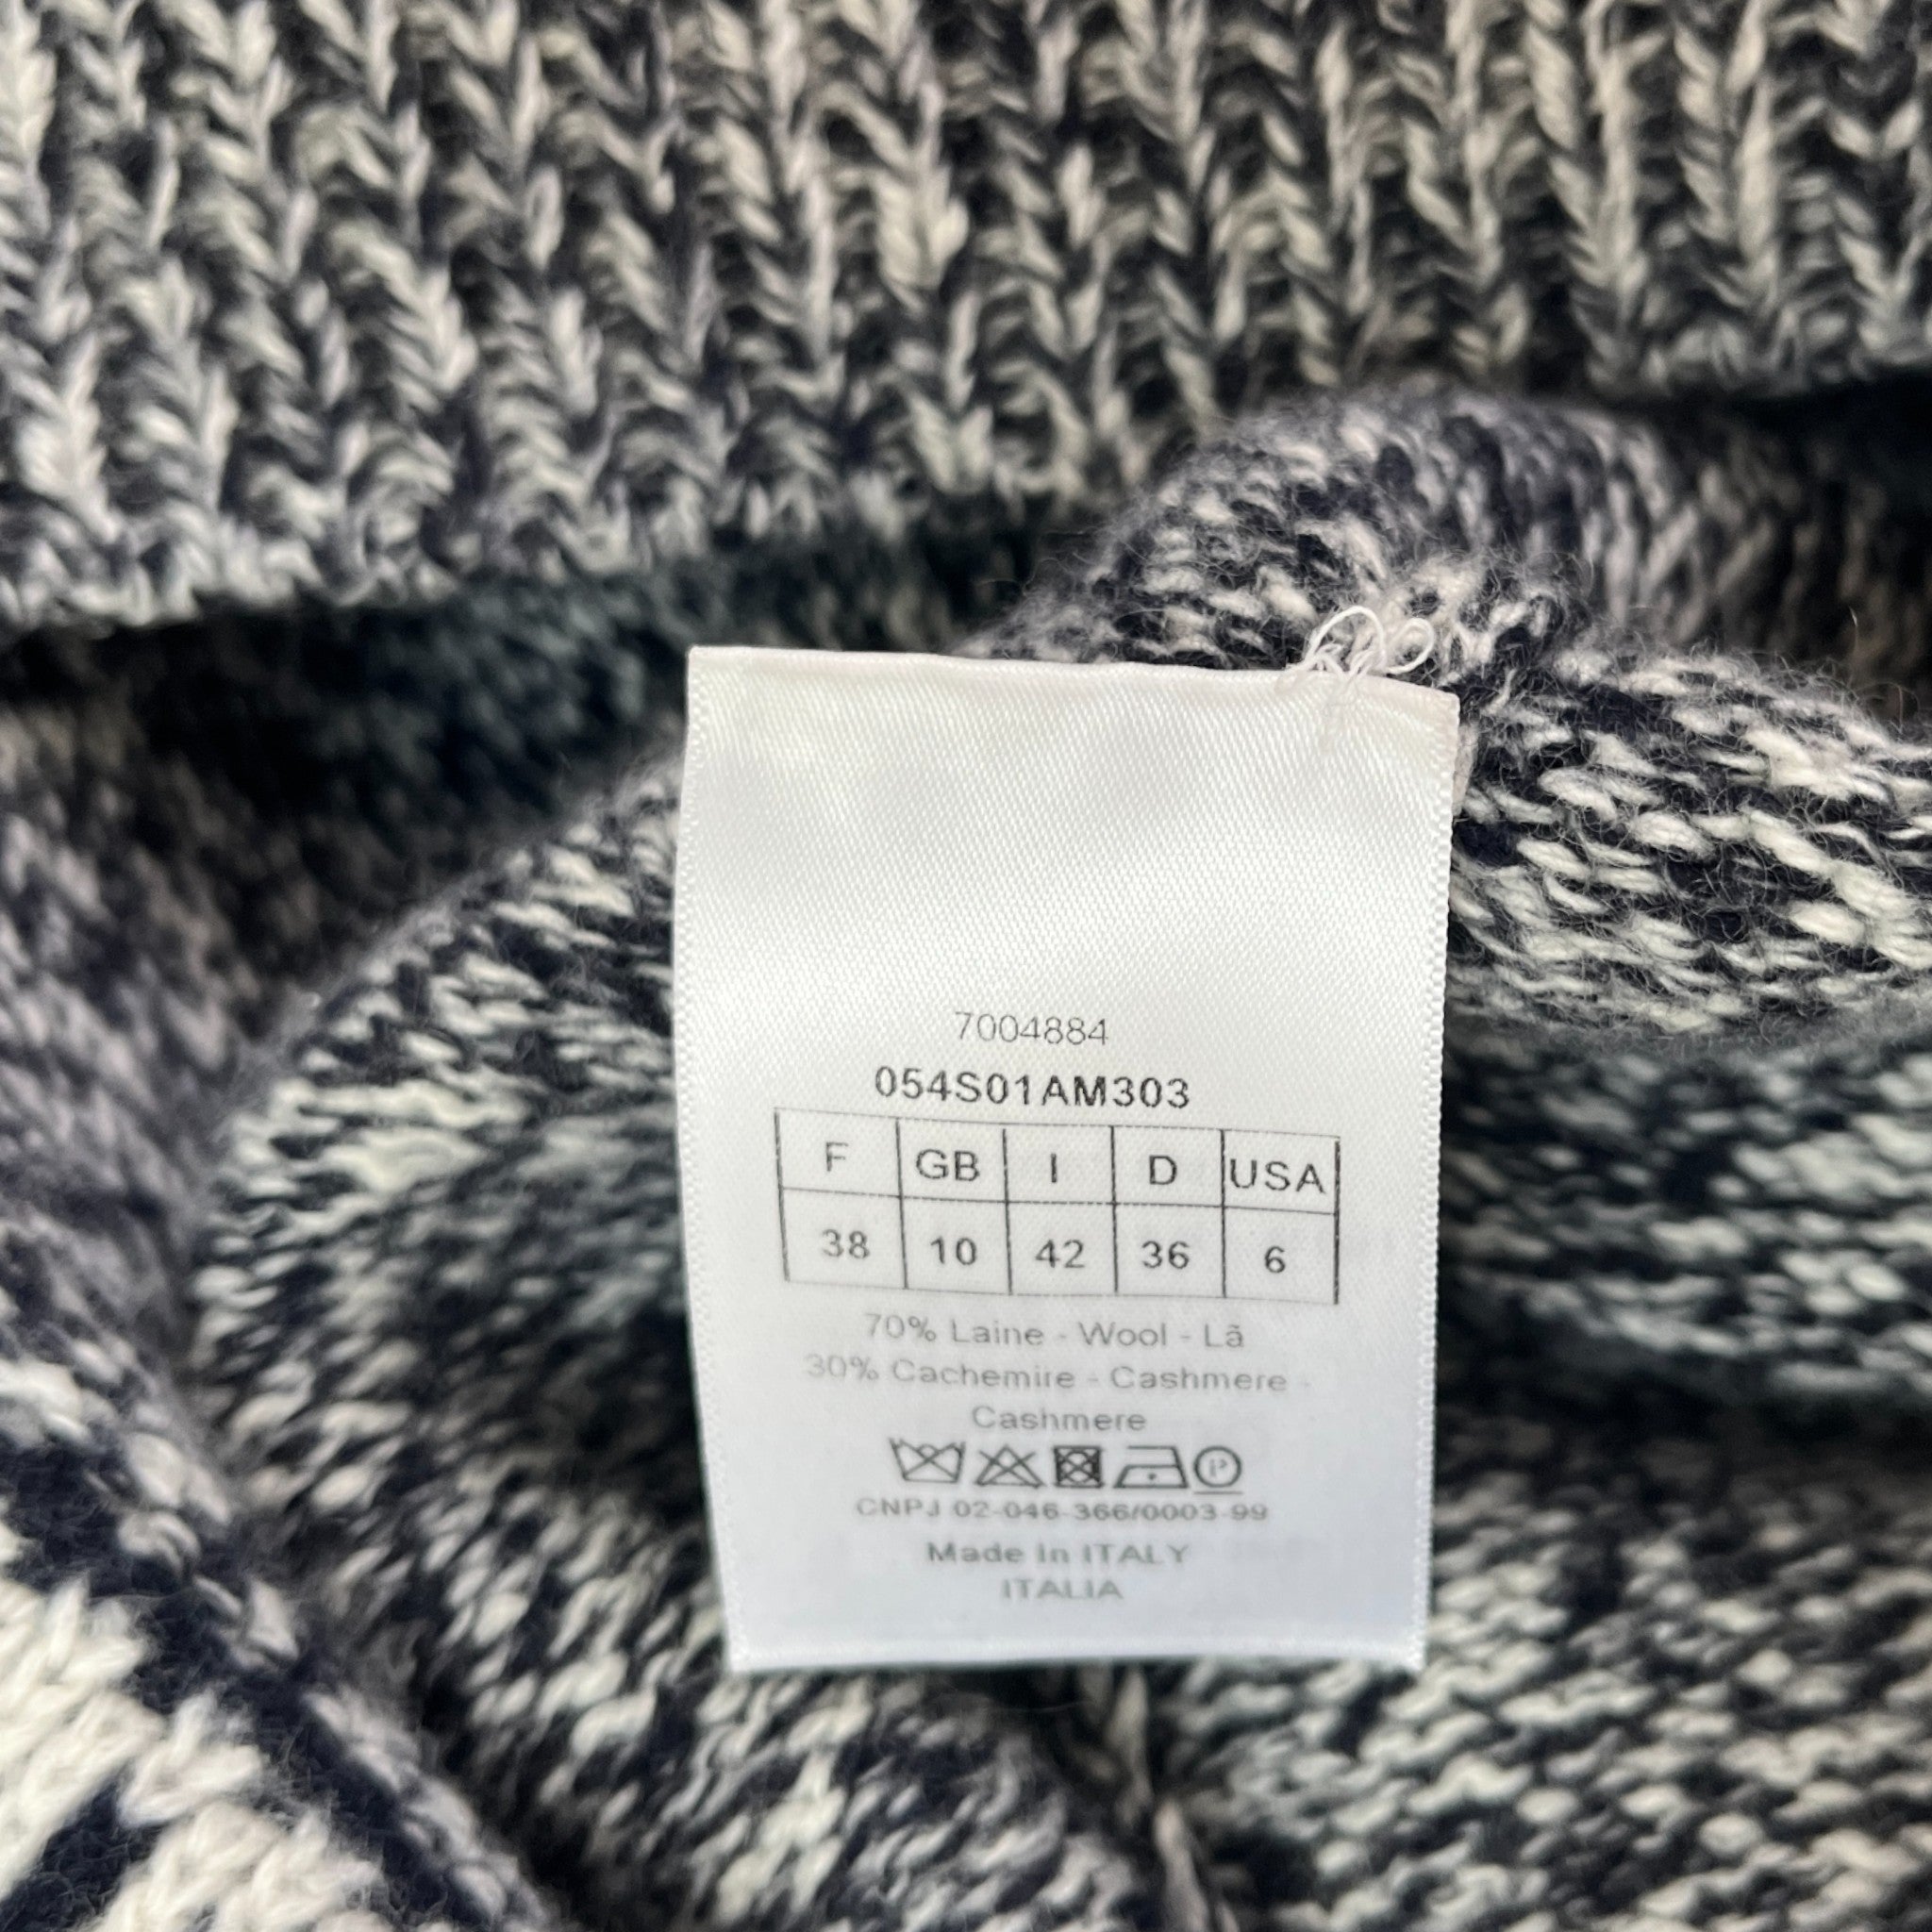 7004884
054S01AM303
F GB I D USA
38 10 42 36 6
70% Laine - Wool - Lã
30% Cachemire - Cashmere -
Cashmere
P
CNPJ 02-046-366/0003-99
Made In ITALY
ITALIA